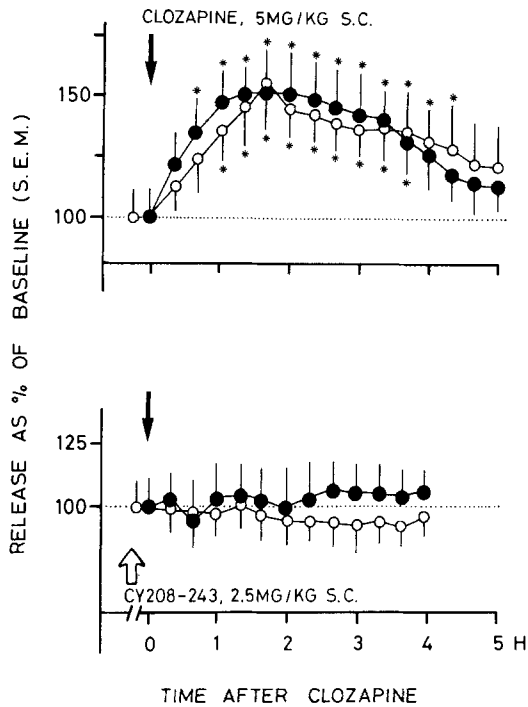 CLOZAPINE, 5MG/KG S.C.
RELEASE AS % OF BASELINE (S.E.M.)
150
100
* * * * * * * * * * *
* * * * * * * * *
125
100
CY208-243, 2.5MG/KG S.C.
0 1 2 3 4 5 H
TIME AFTER CLOZAPINE